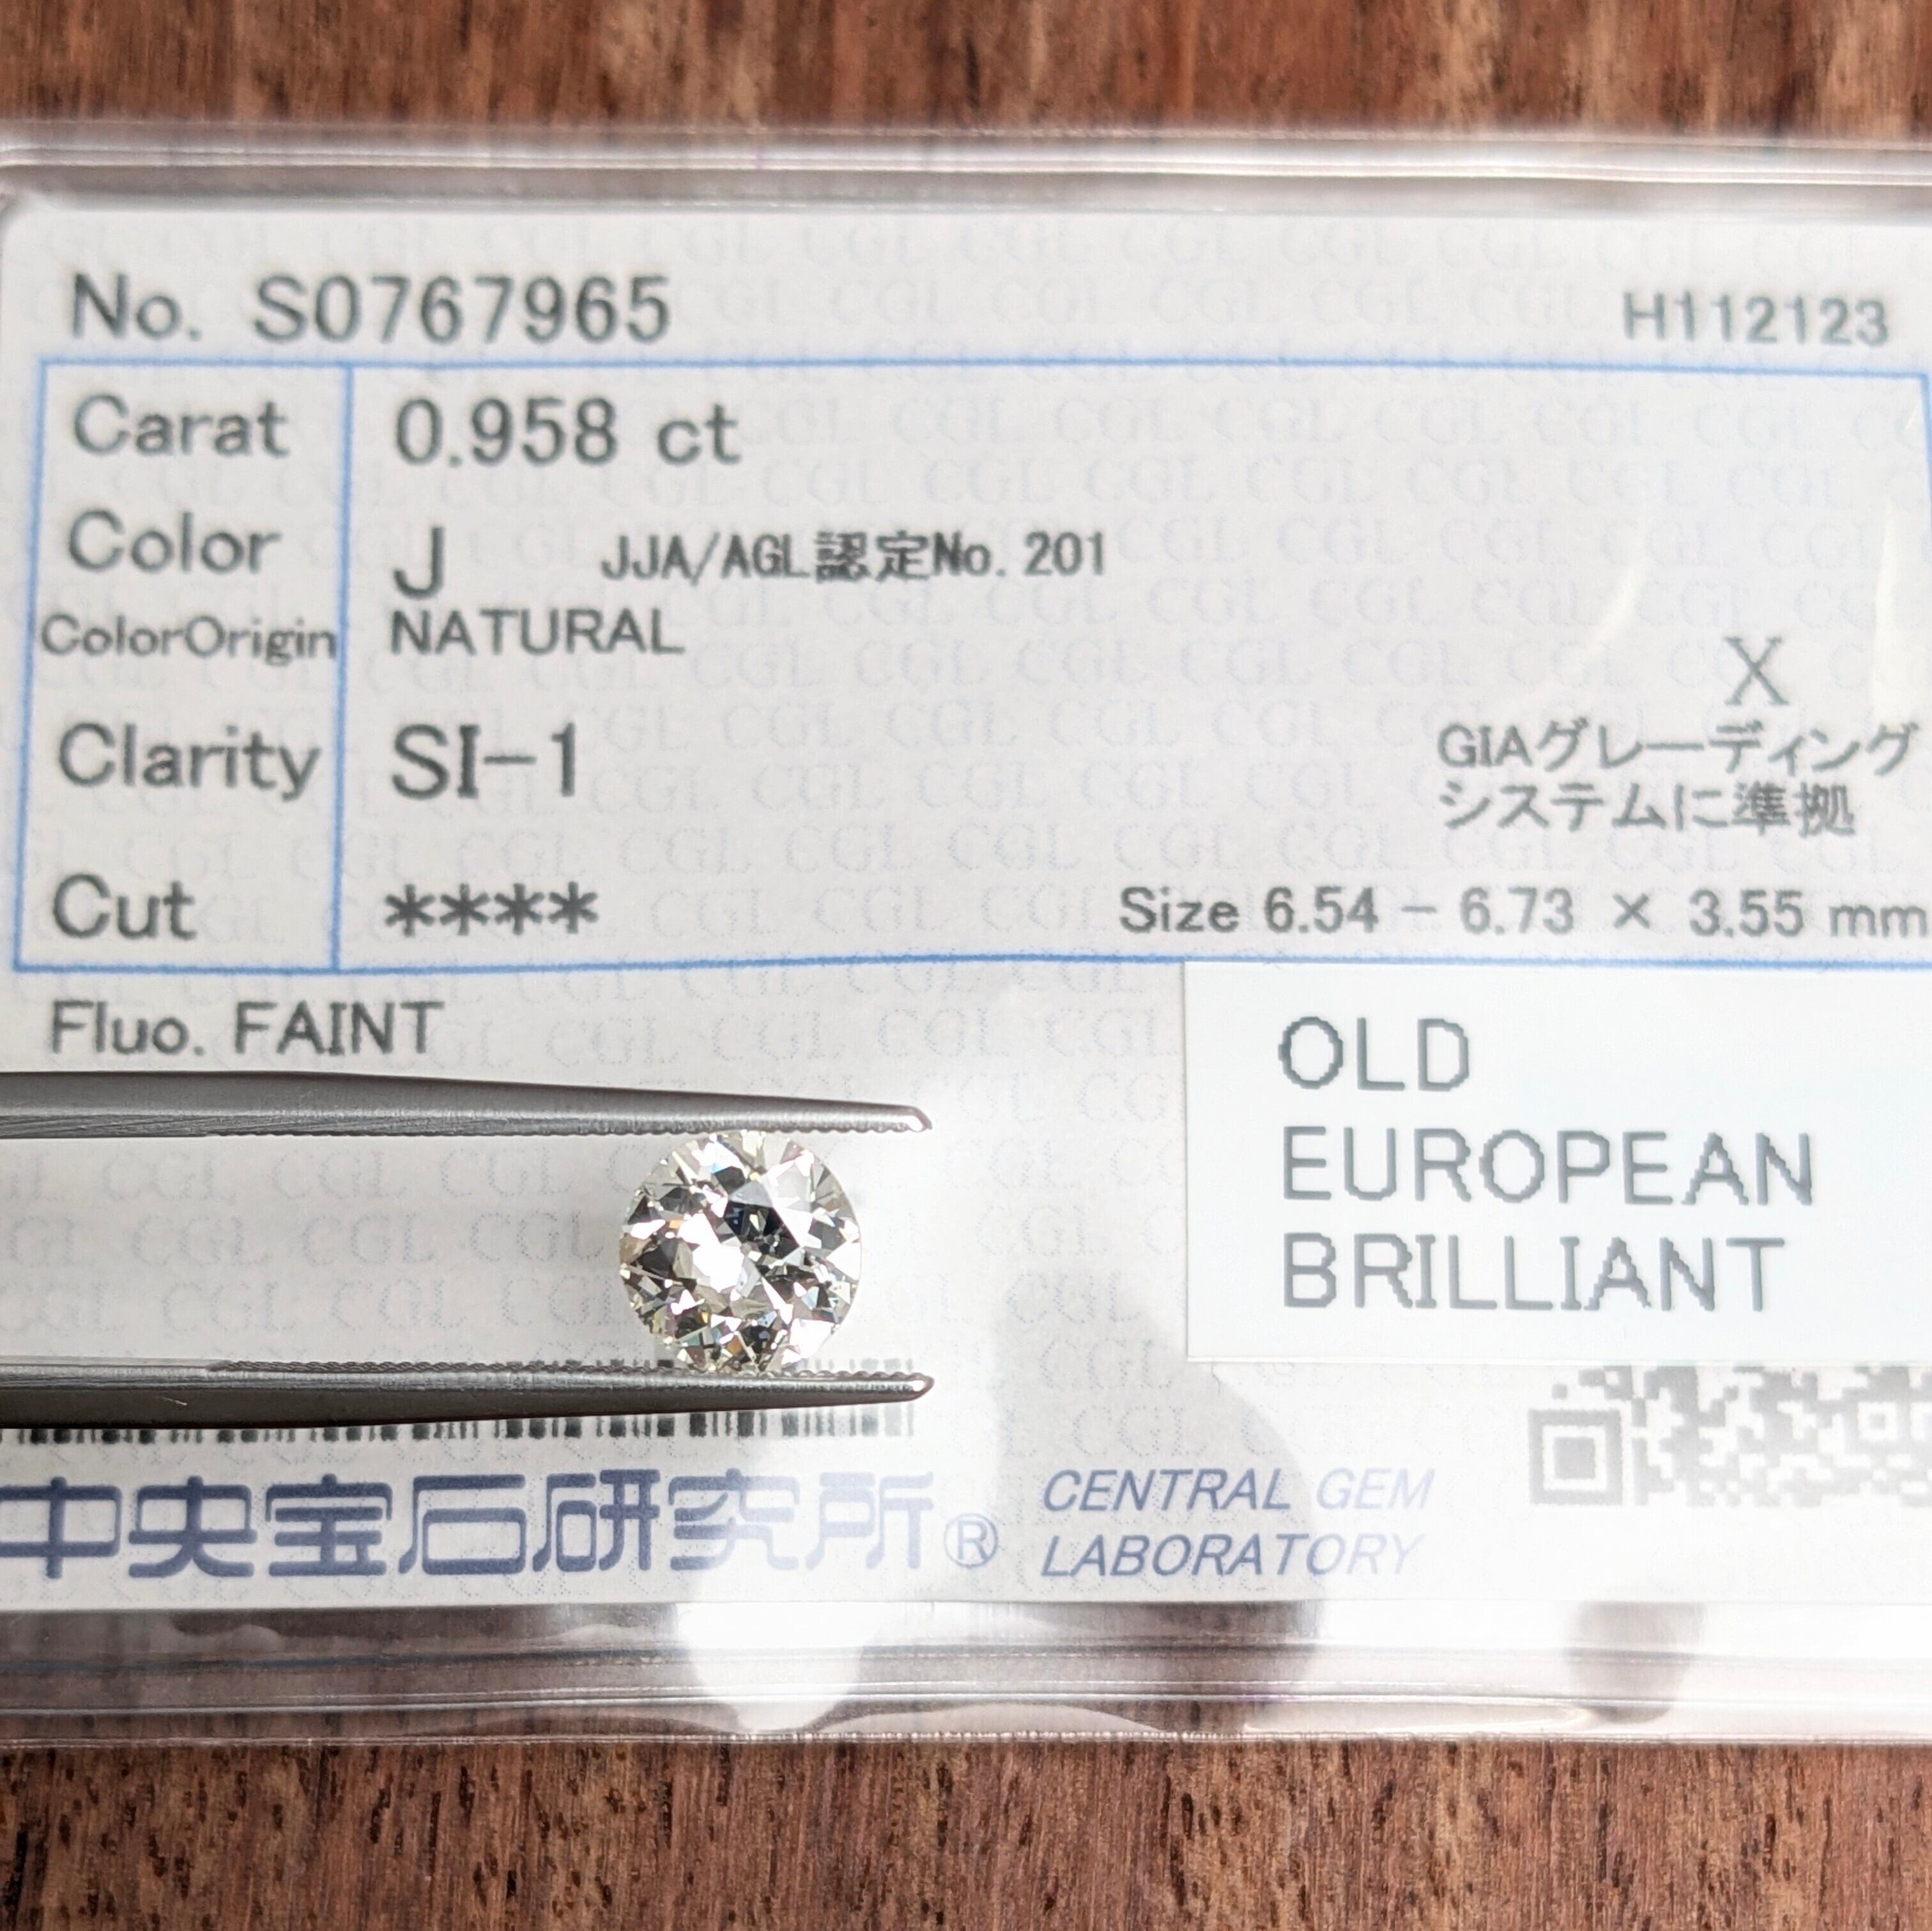 No. S0767965
H112123
Carat 0.958 ct
Color J JJA/AGL認定No. 201
ColorOrigin NATURAL
X
Clarity SI-1
GIAグレーディング
システムに準拠
Cut ****
Size 6.54 - 6.73 × 3.55 mm
Fluo. FAINT
OLD
EUROPEAN
BRILLIANT
中央宝石研究所®
CENTRAL GEM
LABORATORY